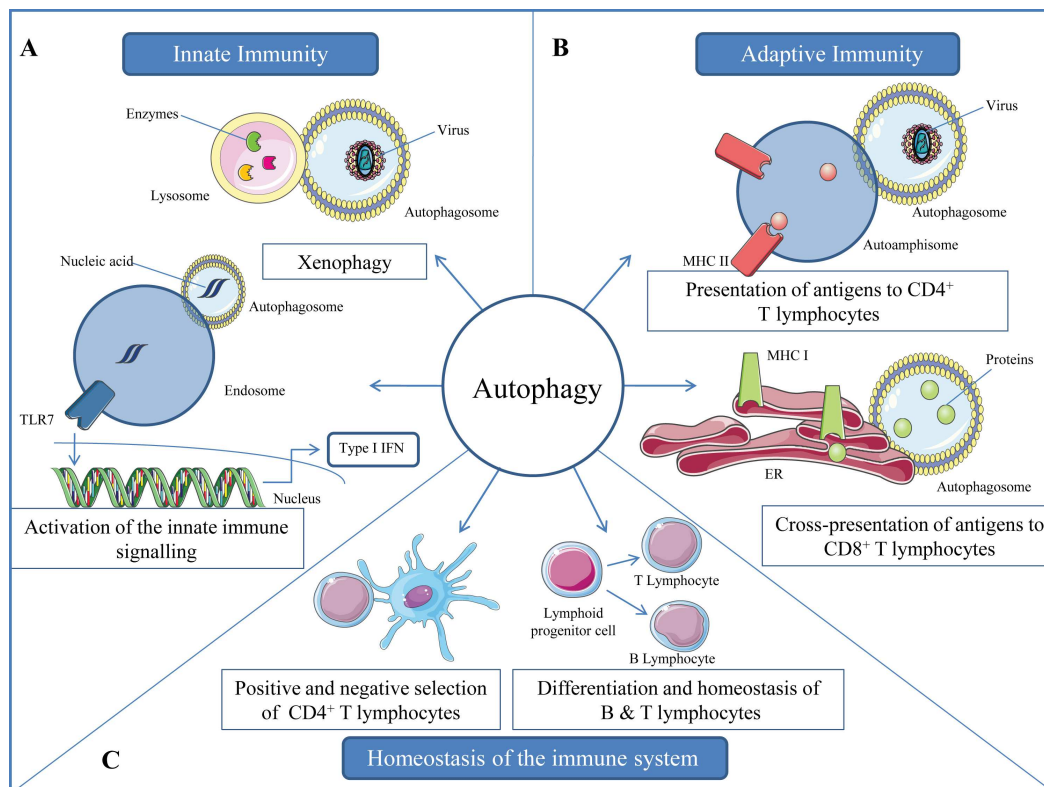 A
Innate Immunity
Enzymes
Virus
Lysosome
Autophagosome
Xenophagy
Nucleic acid
Autophagosome
Endosome
TLR7
Type I IFN
Nucleus
Activation of the innate immune
signalling
B
Adaptive Immunity
Virus
Autophagosome
Autoamphisome
MHC II
Presentation of antigens to CD4⁺
T lymphocytes
MHC I
Proteins
ER
Autophagosome
Cross-presentation of antigens to
CD8⁺ T lymphocytes
Autophagy
T Lymphocyte
Lymphoid
progenitor cell
B Lymphocyte
Positive and negative selection
of CD4⁺ T lymphocytes
Differentiation and homeostasis of
B & T lymphocytes
C
Homeostasis of the immune system